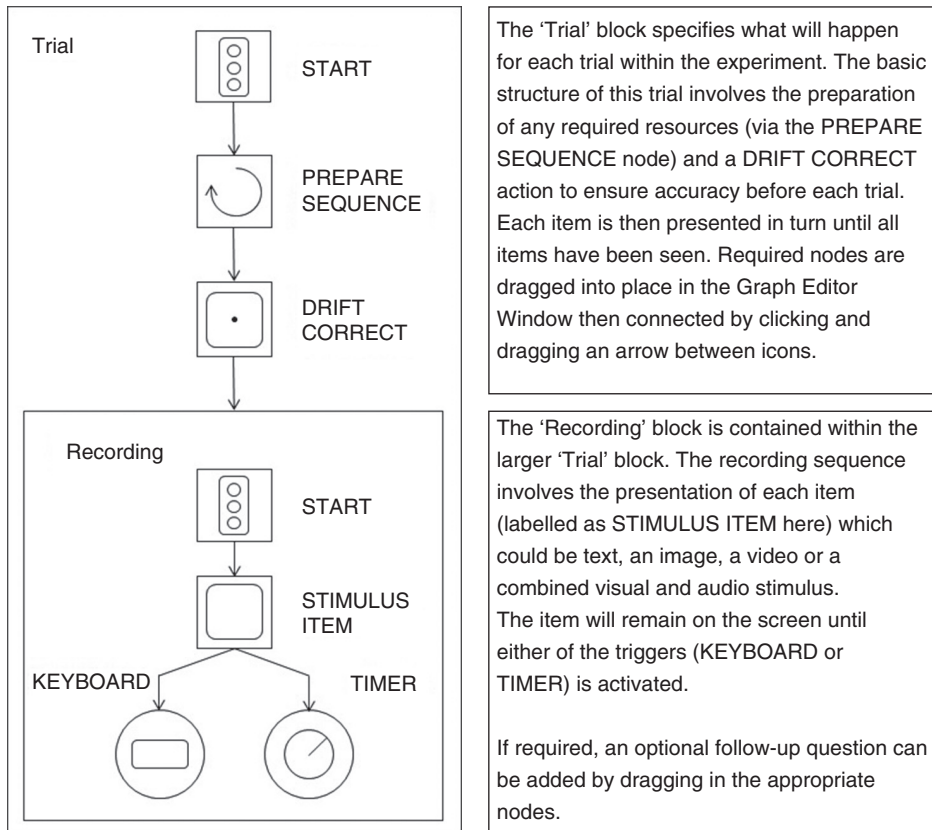 Trial
START
PREPARE
SEQUENCE
DRIFT
CORRECT
Recording
START
STIMULUS
ITEM
KEYBOARD
TIMER
The ‘Trial’ block specifies what will happen
for each trial within the experiment. The basic
structure of this trial involves the preparation
of any required resources (via the PREPARE
SEQUENCE node) and a DRIFT CORRECT
action to ensure accuracy before each trial.
Each item is then presented in turn until all
items have been seen. Required nodes are
dragged into place in the Graph Editor
Window then connected by clicking and
dragging an arrow between icons.
The ‘Recording’ block is contained within the
larger ‘Trial’ block. The recording sequence
involves the presentation of each item
(labelled as STIMULUS ITEM here) which
could be text, an image, a video or a
combined visual and audio stimulus.
The item will remain on the screen until
either of the triggers (KEYBOARD or
TIMER) is activated.
If required, an optional follow-up question can
be added by dragging in the appropriate
nodes.